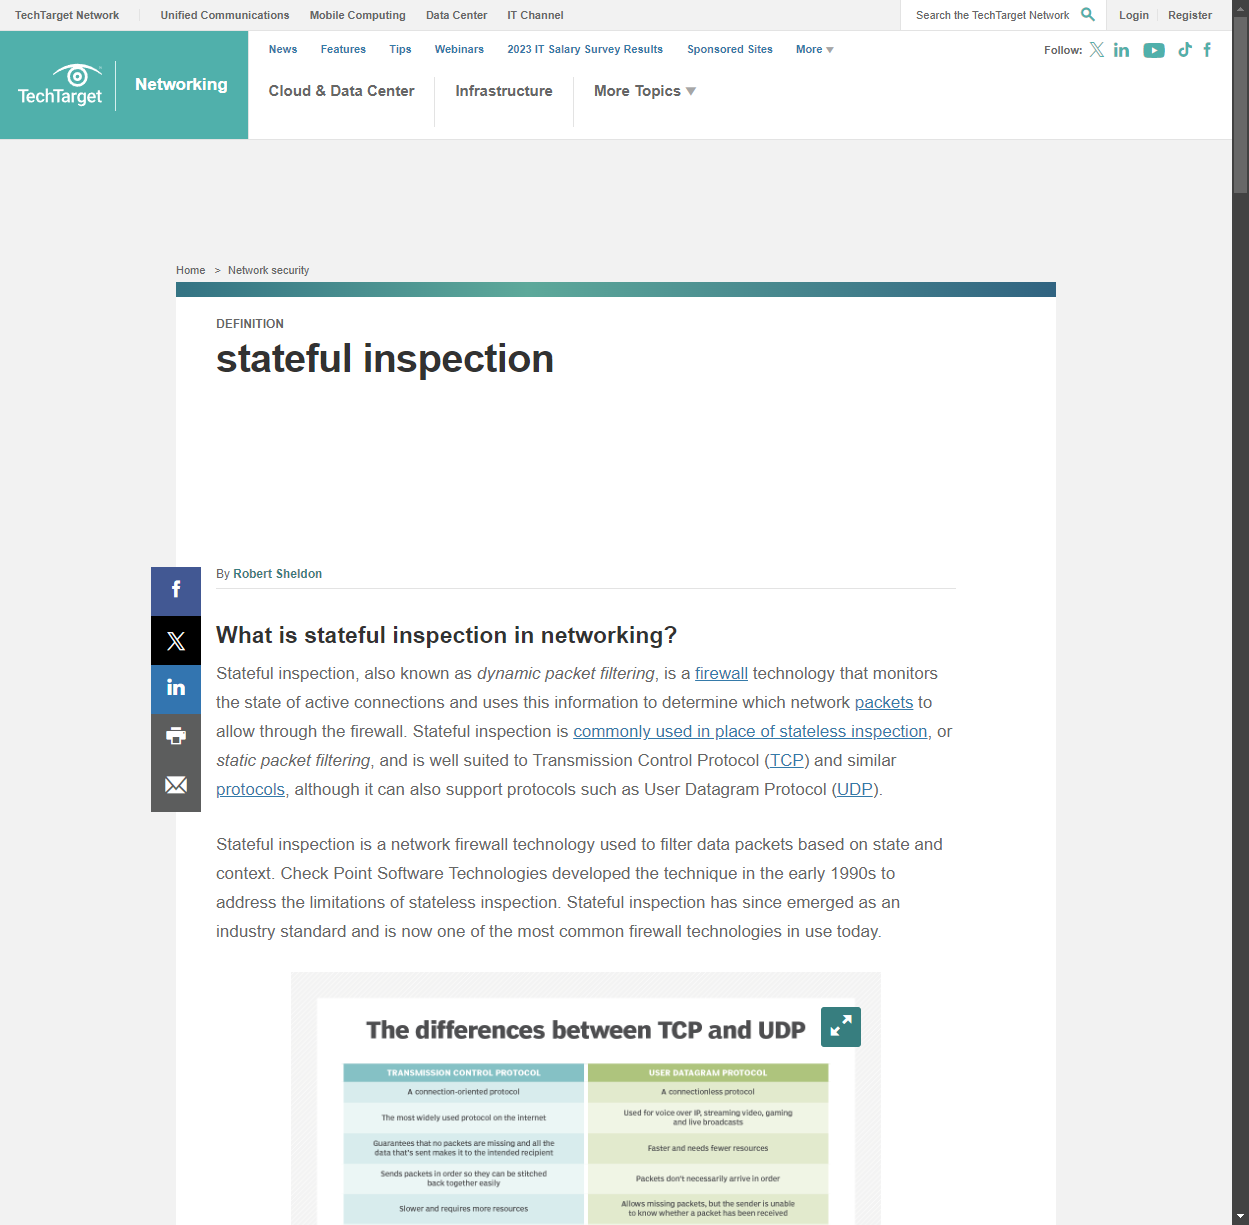 TechTarget Network
Unified Communications
Mobile Computing
Data Center
IT Channel
Search the TechTarget Network
Login
Register
TechTarget
Networking
News
Features
Tips
Webinars
2023 IT Salary Survey Results
Sponsored Sites
More
Follow:
Cloud & Data Center
Infrastructure
More Topics
Home > Network security
DEFINITION
stateful inspection
By Robert Sheldon
What is stateful inspection in networking?
Stateful inspection, also known as dynamic packet filtering, is a firewall technology that monitors
the state of active connections and uses this information to determine which network packets to
allow through the firewall. Stateful inspection is commonly used in place of stateless inspection, or
static packet filtering, and is well suited to Transmission Control Protocol (TCP) and similar
protocols, although it can also support protocols such as User Datagram Protocol (UDP).
Stateful inspection is a network firewall technology used to filter data packets based on state and
context. Check Point Software Technologies developed the technique in the early 1990s to
address the limitations of stateless inspection. Stateful inspection has since emerged as an
industry standard and is now one of the most common firewall technologies in use today.
The differences between TCP and UDP
TRANSMISSION CONTROL PROTOCOL
USER DATAGRAM PROTOCOL
A connection-oriented protocol
A connectionless protocol
The most widely used protocol on the internet
Used for voice over IP, streaming video, gaming
and live broadcasts
Guarantees that no packets are missing and all the
data that's sent makes it to the intended recipient
Faster and needs fewer resources
Sends packets in order so they can be stitched
back together easily
Packets don't necessarily arrive in order
Slower and requires more resources
Allows missing packets, but the sender is unable
to know whether a packet has been received